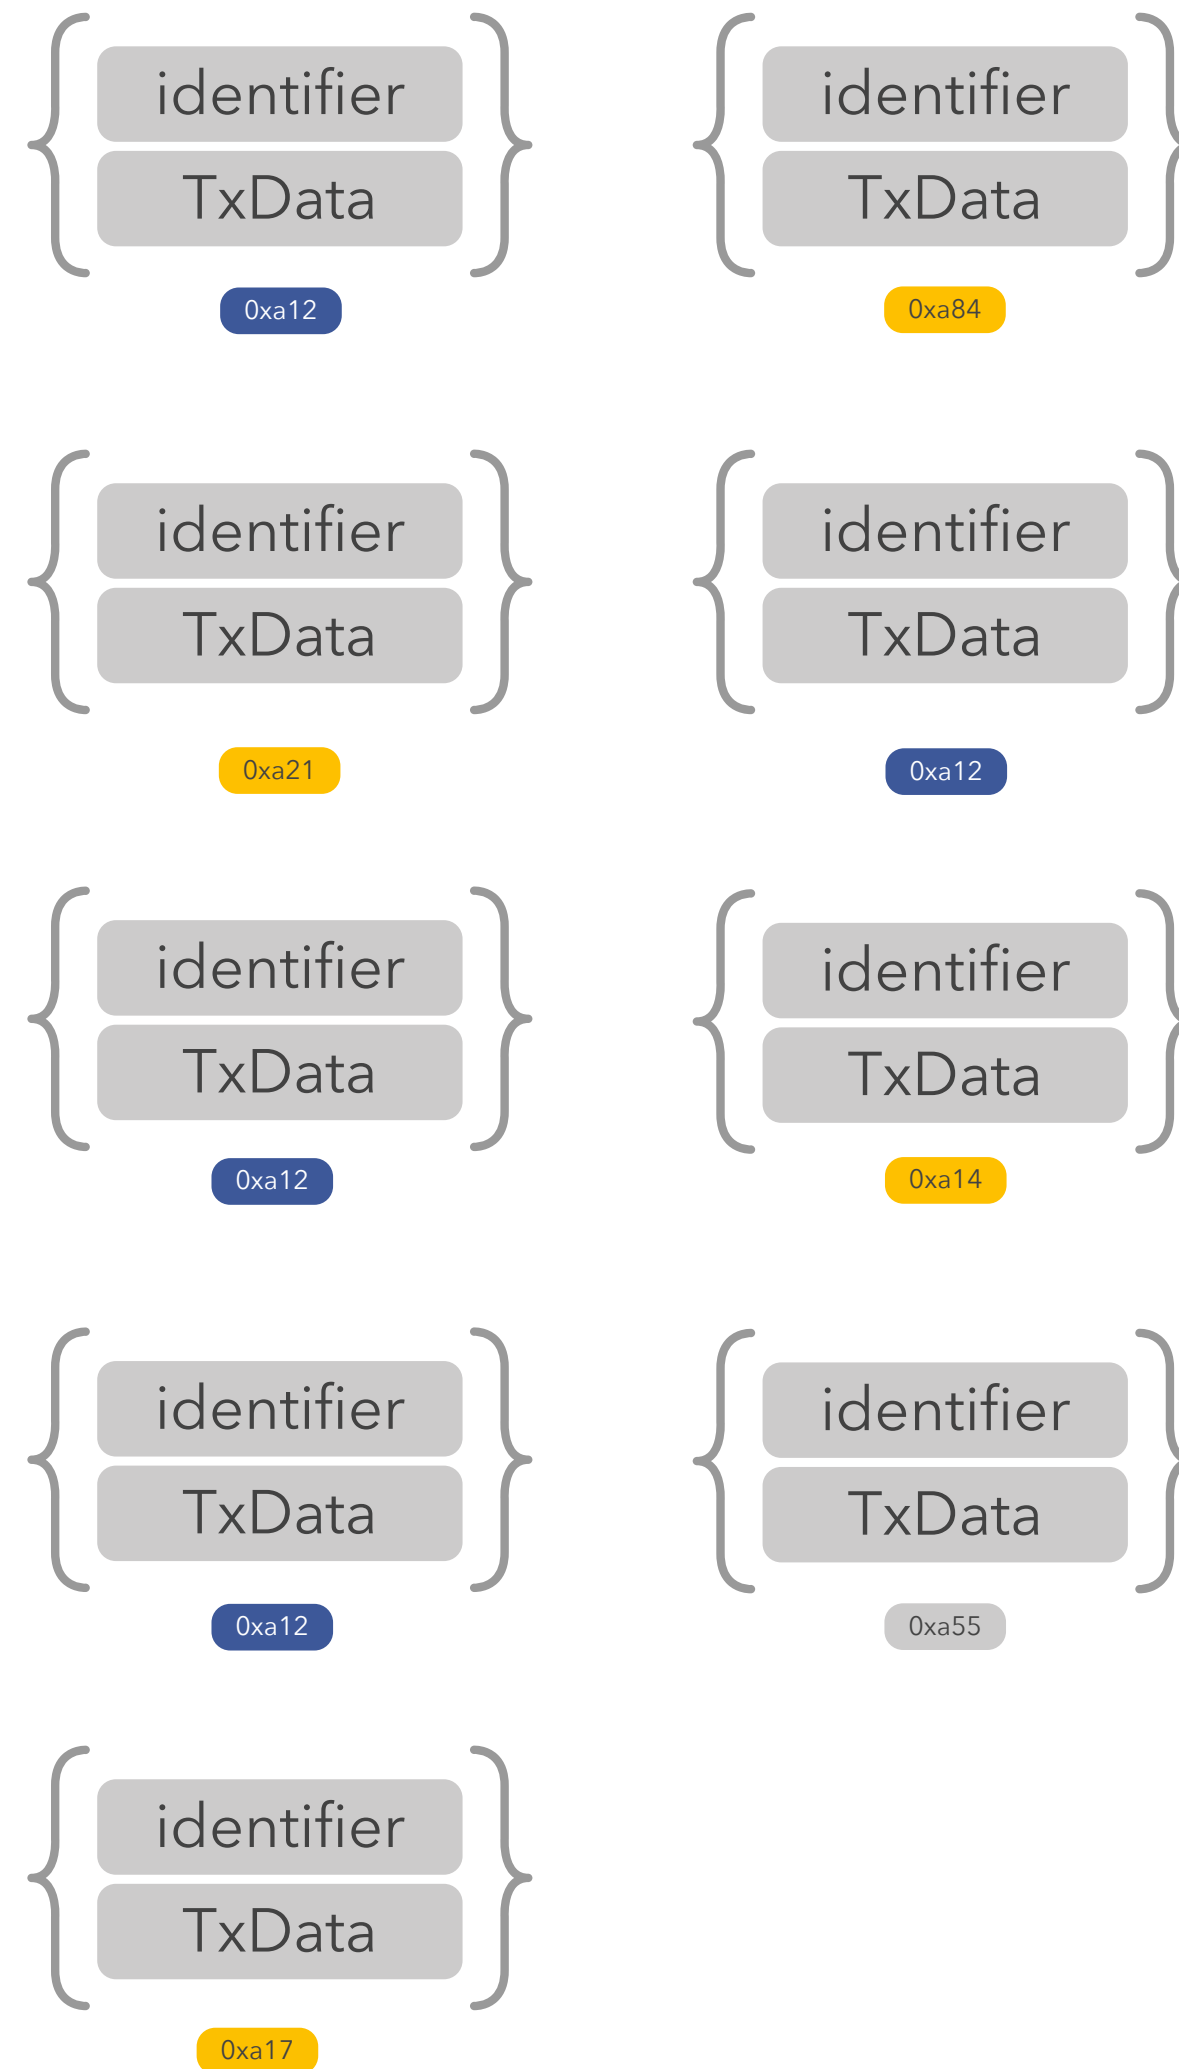 identifier
TxData
0xa12
identifier
TxData
0xa84
identifier
TxData
0xa21
identifier
TxData
0xa12
identifier
TxData
0xa12
identifier
TxData
0xa14
identifier
TxData
0xa12
identifier
TxData
0xa55
identifier
TxData
0xa17